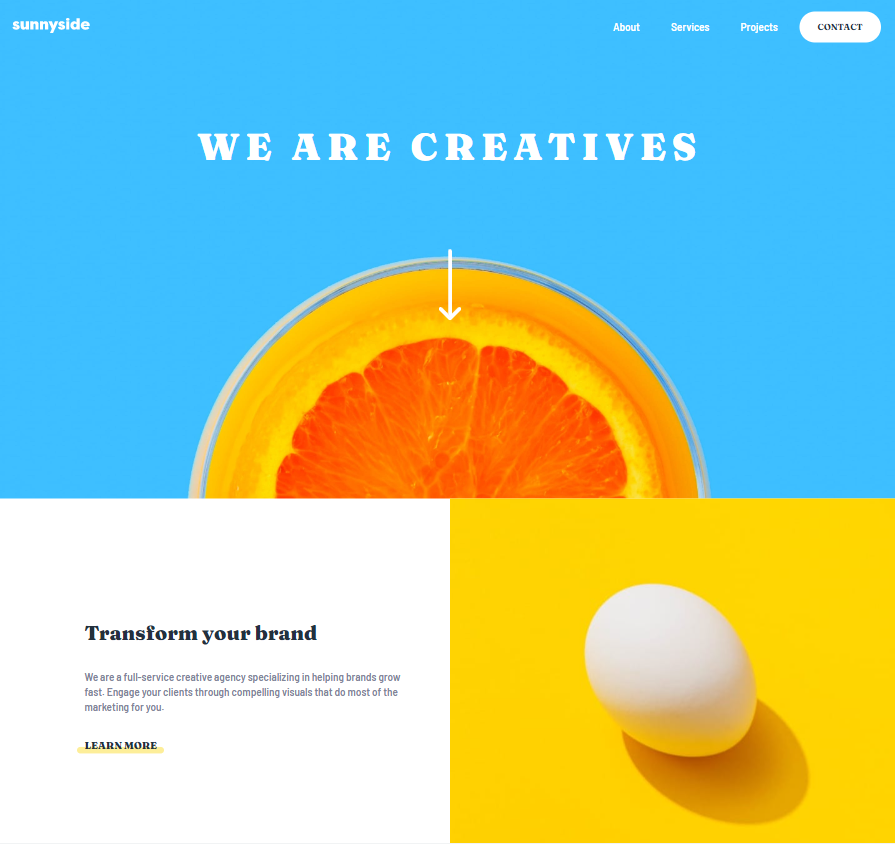 sunnyside
About Services Projects CONTACT
WE ARE CREATIVES
Transform your brand
We are a full-service creative agency specializing in helping brands grow
fast. Engage your clients through compelling visuals that do most of the
marketing for you.
LEARN MORE